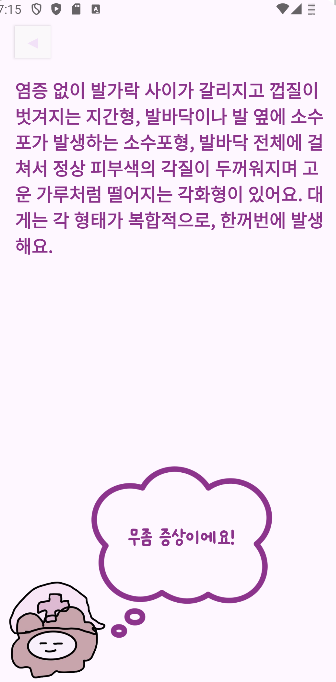 7:15
염증 없이 발가락 사이가 갈리지고 껍질이
벗겨지는 지간형, 발바닥이나 발 옆에 소수
포가 발생하는 소수포형, 발바닥 전체에 걸
쳐서 정상 피부색의 각질이 두꺼워지며 고
운 가루처럼 떨어지는 각화형이 있어요. 대
게는 각 형태가 복합적으로, 한꺼번에 발생
해요.
무좀 증상이에요!